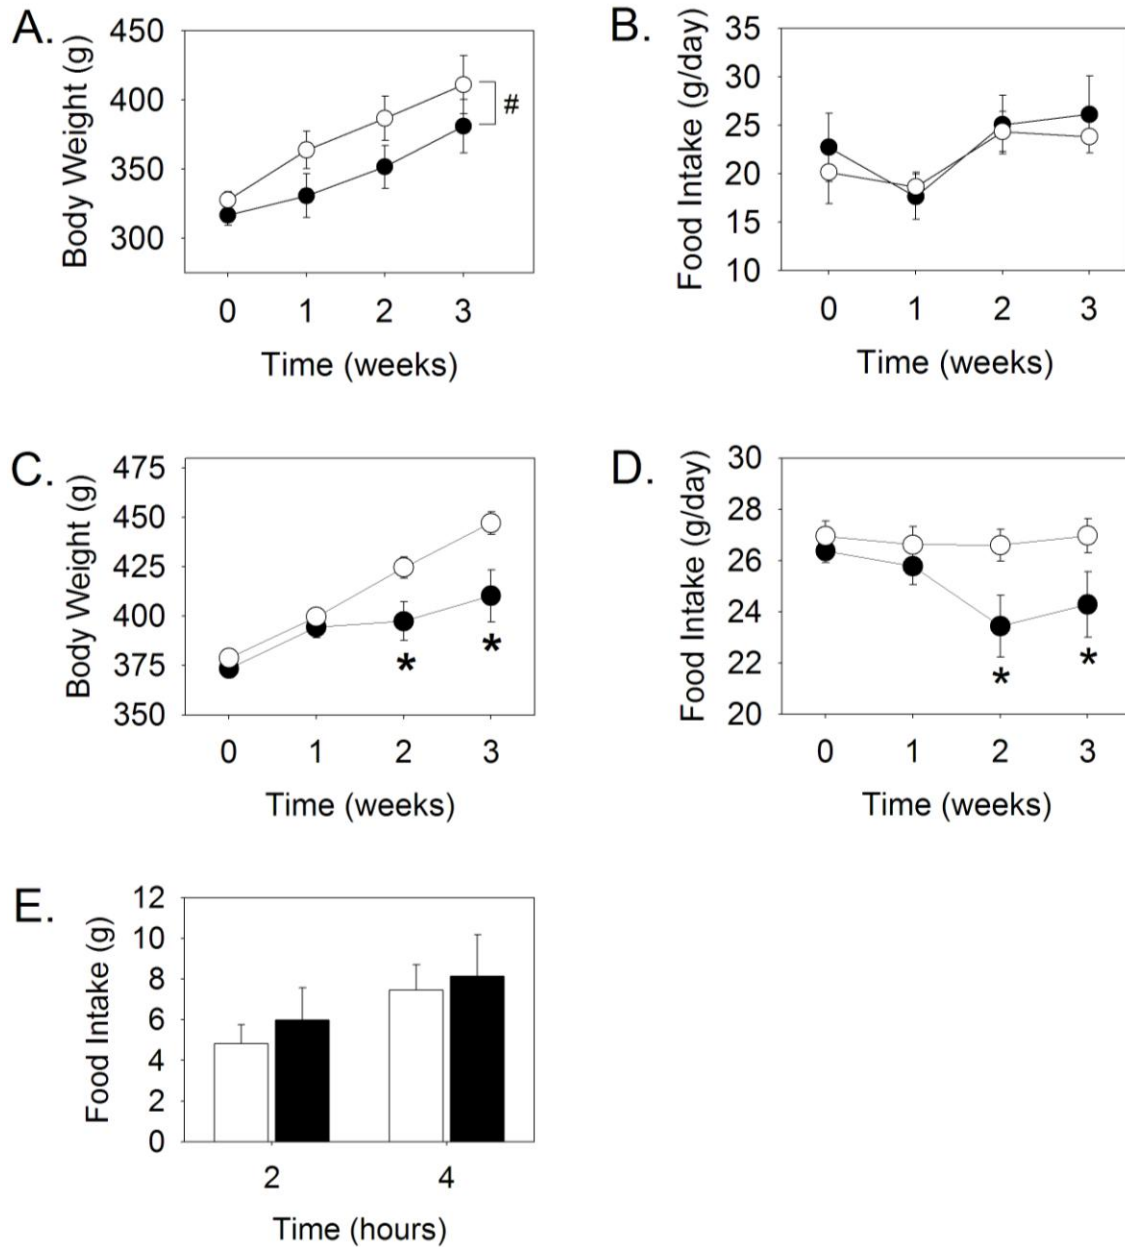 A.
Body Weight (g)
450
400
350
300
#
0 1 2 3
Time (weeks)
B.
Food Intake (g/day)
35
30
25
20
15
10
0 1 2 3
Time (weeks)
C.
Body Weight (g)
475
450
425
400
375
350
* *
0 1 2 3
Time (weeks)
D.
Food Intake (g/day)
30
28
26
24
22
20
* *
0 1 2 3
Time (weeks)
E.
Food Intake (g)
12
10
8
6
4
2
0
2 4
Time (hours)